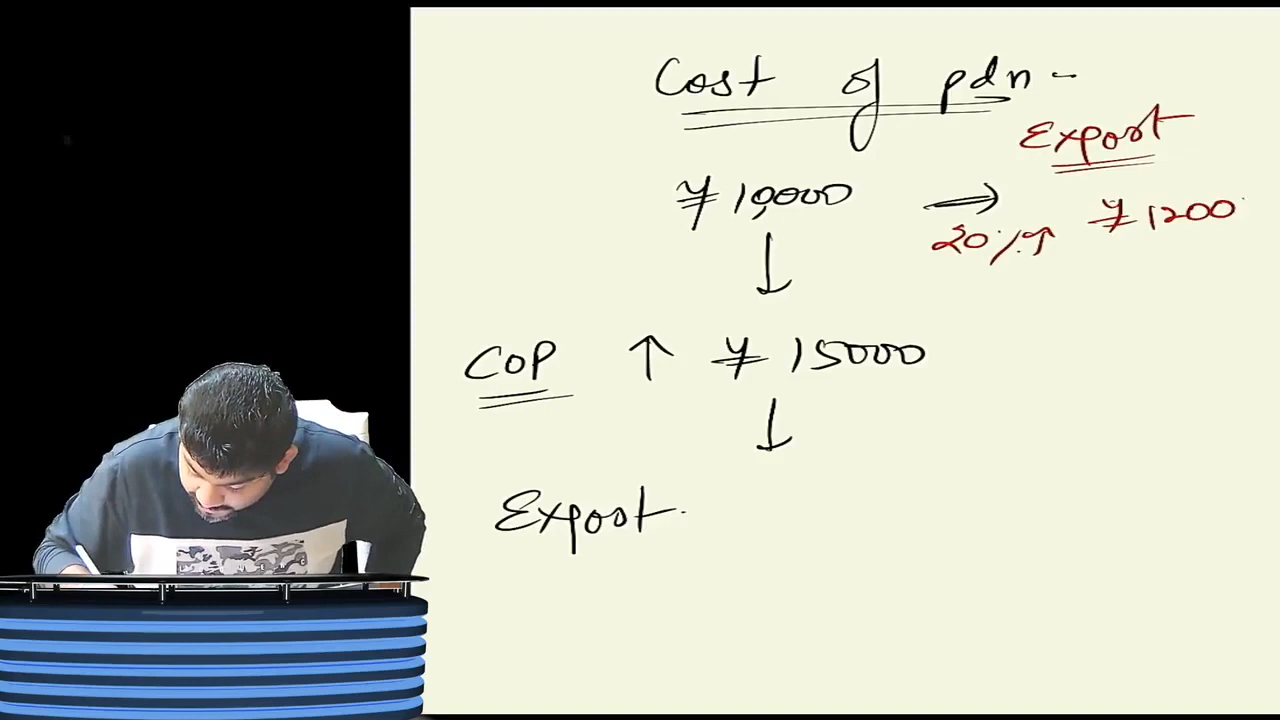 Cost of pdn -
Export
¥ 10,000 ⇒ ¥ 1200
20% ↑
↓
COP ↑ ¥ 15000
↓
Export.